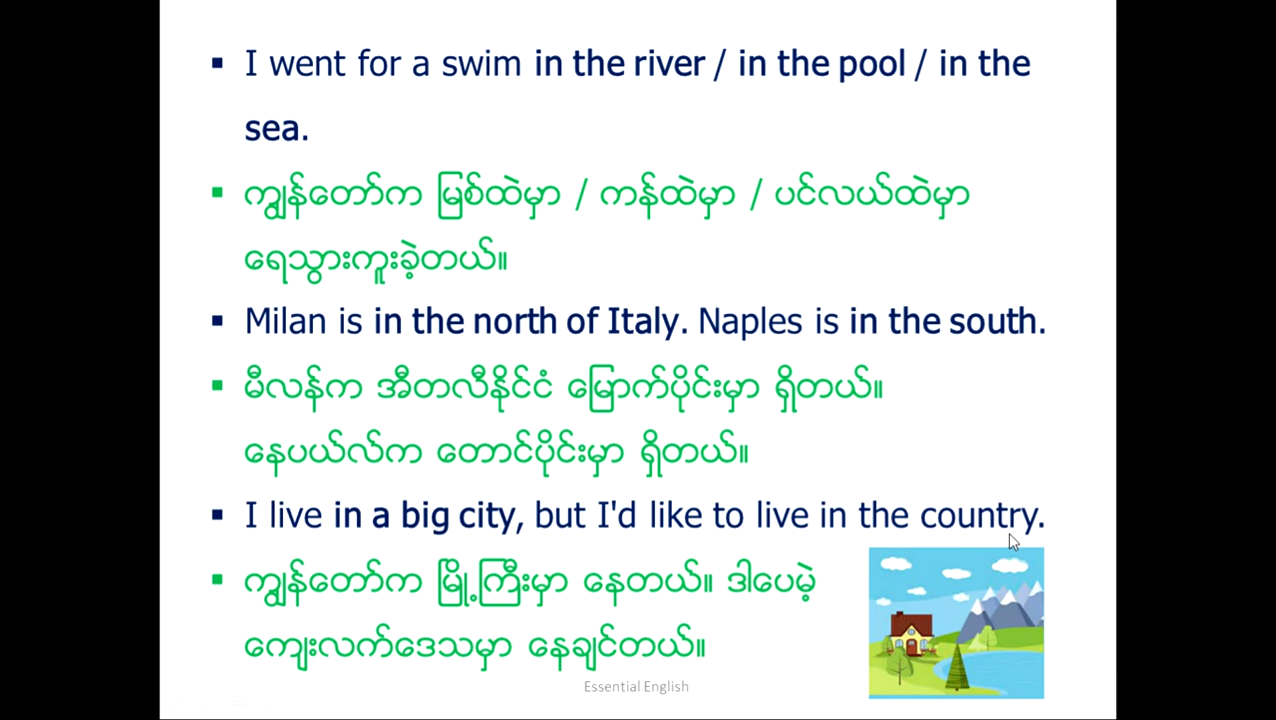 ▪ I went for a swim in the river / in the pool / in the
sea.
▪ ကျွန်တော်က မြစ်ထဲမှာ / ကန်ထဲမှာ / ပင်လယ်ထဲမှာ
ရေသွားကူးခဲ့တယ်။
▪ Milan is in the north of Italy. Naples is in the south.
▪ မီလန်က အီတလီနိုင်ငံ မြောက်ပိုင်းမှာ ရှိတယ်။
နေပယ်လ်က တောင်ပိုင်းမှာ ရှိတယ်။
▪ I live in a big city, but I'd like to live in the country.
▪ ကျွန်တော်က မြို့ကြီးမှာ နေတယ်။ ဒါပေမဲ့
ကျေးလက်ဒေသမှာ နေချင်တယ်။
Essential English